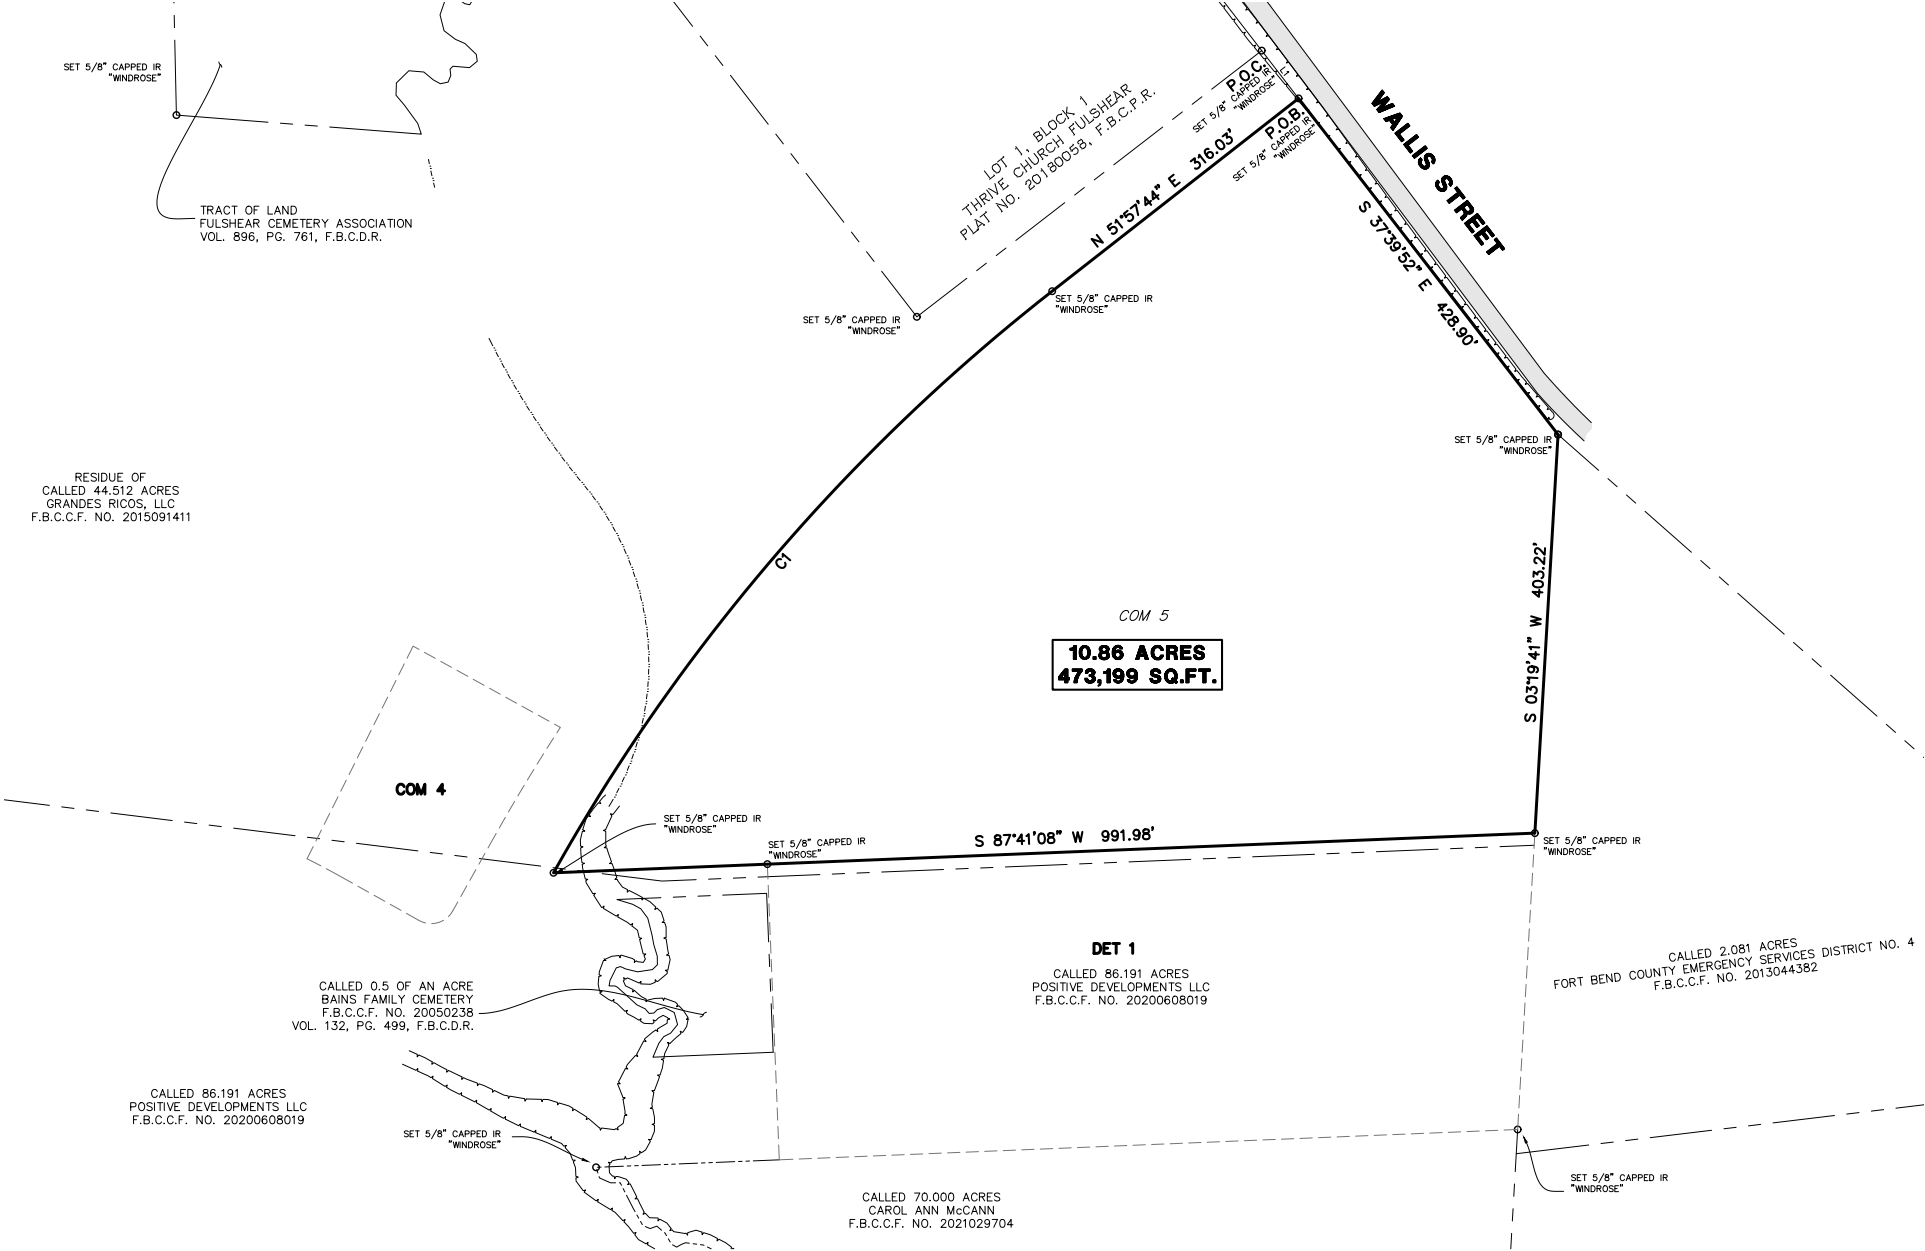 SET 5/8" CAPPED IR
"WINDROSE"
TRACT OF LAND
FULSHEAR CEMETERY ASSOCIATION
VOL. 896, PG. 761, F.B.C.D.R.
LOT 1, BLOCK 1
THRIVE CHURCH FULSHEAR
PLAT NO. 20180058, F.B.C.P.R.
P.O.C.
SET 5/8" CAPPED IR
"WINDROSE"
L1
P.O.B.
SET 5/8" CAPPED IR
"WINDROSE"
WALLIS STREET
N 51°57'44" E 316.03'
S 37°39'52" E 428.90'
SET 5/8" CAPPED IR
"WINDROSE"
SET 5/8" CAPPED IR
"WINDROSE"
SET 5/8" CAPPED IR
"WINDROSE"
RESIDUE OF
CALLED 44.512 ACRES
GRANDES RICOS, LLC
F.B.C.C.F. NO. 2015091411
C1
COM 5
10.86 ACRES
473,199 SQ.FT.
S 03°19'41" W 403.22'
COM 4
SET 5/8" CAPPED IR
"WINDROSE"
SET 5/8" CAPPED IR
"WINDROSE"
S 87°41'08" W 991.98'
SET 5/8" CAPPED IR
"WINDROSE"
DET 1
CALLED 86.191 ACRES
POSITIVE DEVELOPMENTS LLC
F.B.C.C.F. NO. 20200608019
CALLED 2.081 ACRES
FORT BEND COUNTY EMERGENCY SERVICES DISTRICT NO. 4
F.B.C.C.F. NO. 2013044382
CALLED 0.5 OF AN ACRE
BAINS FAMILY CEMETERY
F.B.C.C.F. NO. 20050238
VOL. 132, PG. 499, F.B.C.D.R.
CALLED 86.191 ACRES
POSITIVE DEVELOPMENTS LLC
F.B.C.C.F. NO. 20200608019
SET 5/8" CAPPED IR
"WINDROSE"
SET 5/8" CAPPED IR
"WINDROSE"
CALLED 70.000 ACRES
CAROL ANN McCANN
F.B.C.C.F. NO. 2021029704